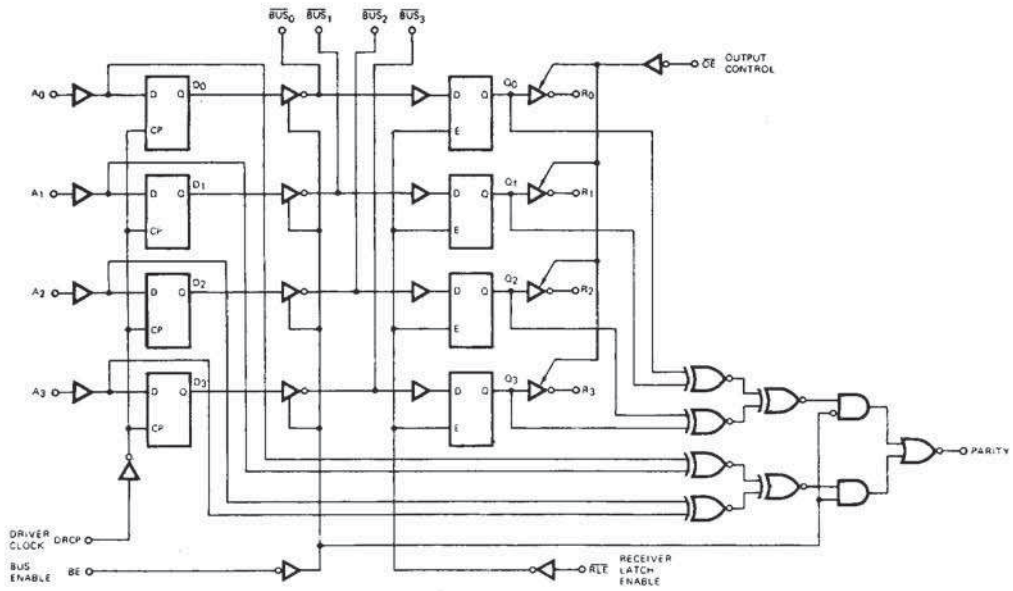 BUS₀ BUS₁ BUS₂ BUS₃
A₀ D Q D₀ D Q Q₀ R₀ OE OUTPUT CONTROL
CP E
A₁ D Q D₁ D Q Q₁ R₁
CP E
A₂ D Q D₂ D Q Q₂ R₂
CP E
A₃ D Q D₃ D Q Q₃ R₃
CP E
PARITY
DRIVER CLOCK DRCP
BUS ENABLE BE
RLE RECEIVER LATCH ENABLE